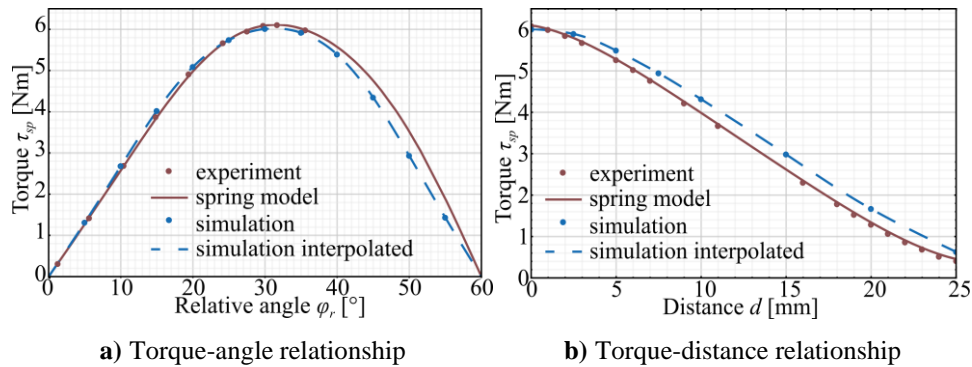 6
5
4
3
2
1
0
Torque τsp [Nm]
experiment
spring model
simulation
simulation interpolated
0 10 20 30 40 50 60
Relative angle φr [°]
a) Torque-angle relationship
6
5
4
3
2
1
0
Torque τsp [Nm]
experiment
spring model
simulation
simulation interpolated
0 5 10 15 20 25
Distance d [mm]
b) Torque-distance relationship